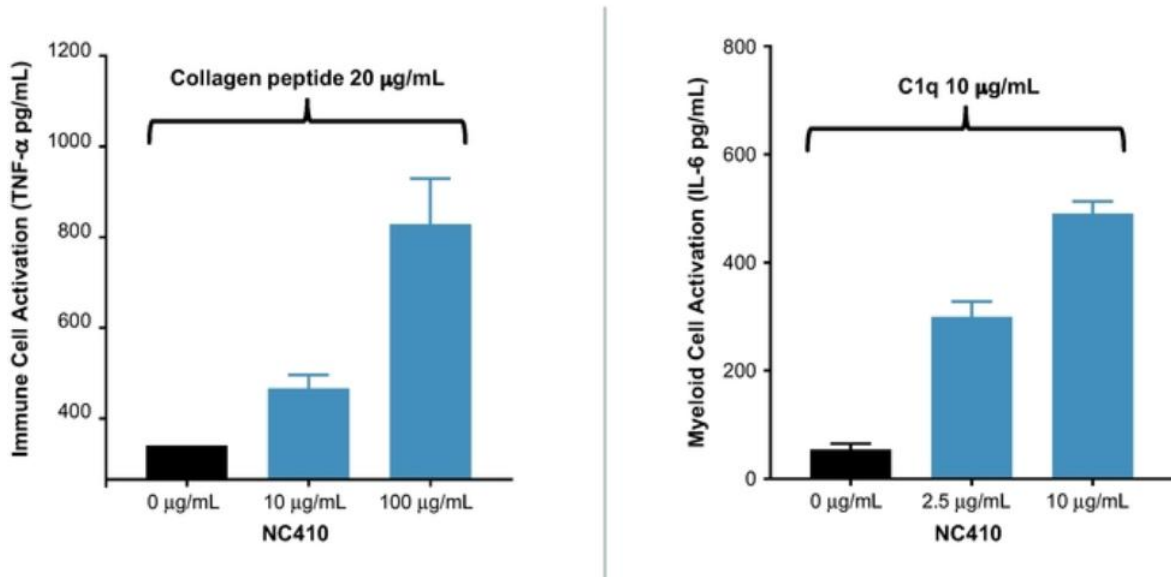 Immune Cell Activation (TNF-α pg/mL)
1200
1000
800
600
400
Collagen peptide 20 μg/mL
0 μg/mL
10 μg/mL
100 μg/mL
NC410
Myeloid Cell Activation (IL-6 pg/mL)
800
600
400
200
0
C1q 10 μg/mL
0 μg/mL
2.5 μg/mL
10 μg/mL
NC410